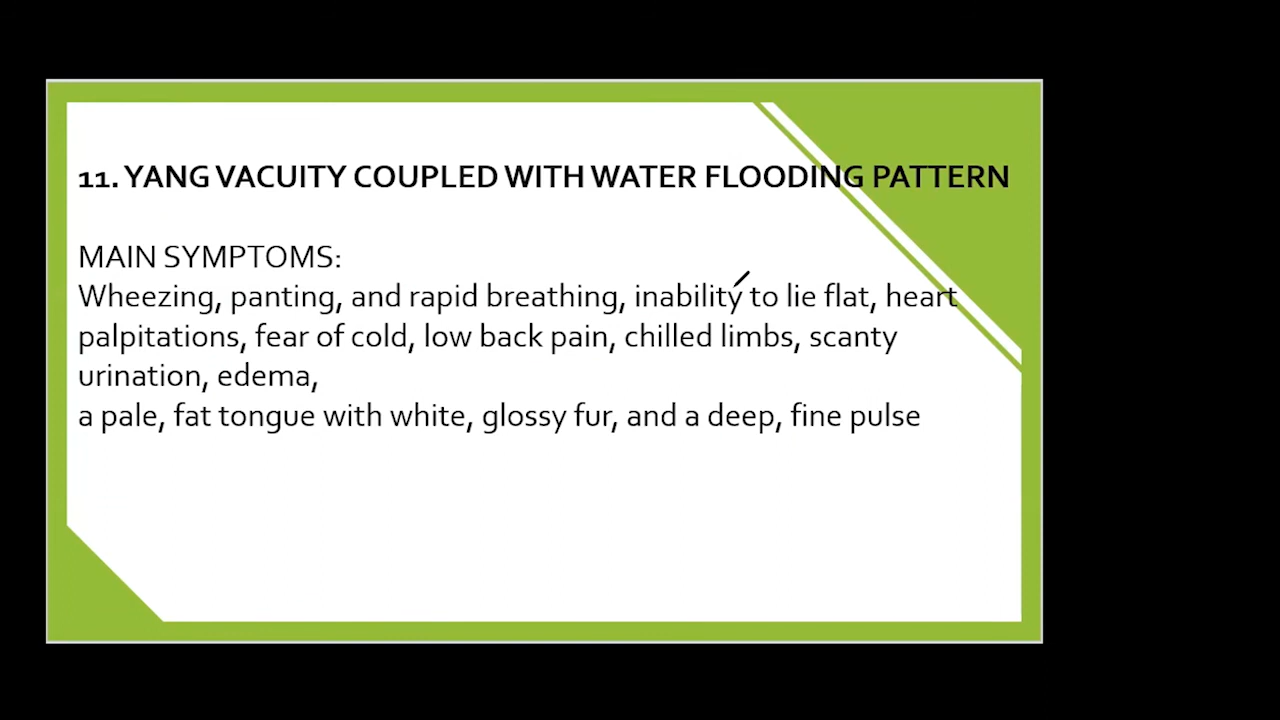 11. YANG VACUITY COUPLED WITH WATER FLOODING PATTERN
MAIN SYMPTOMS:
Wheezing, panting, and rapid breathing, inability to lie flat, heart
palpitations, fear of cold, low back pain, chilled limbs, scanty
urination, edema,
a pale, fat tongue with white, glossy fur, and a deep, fine pulse